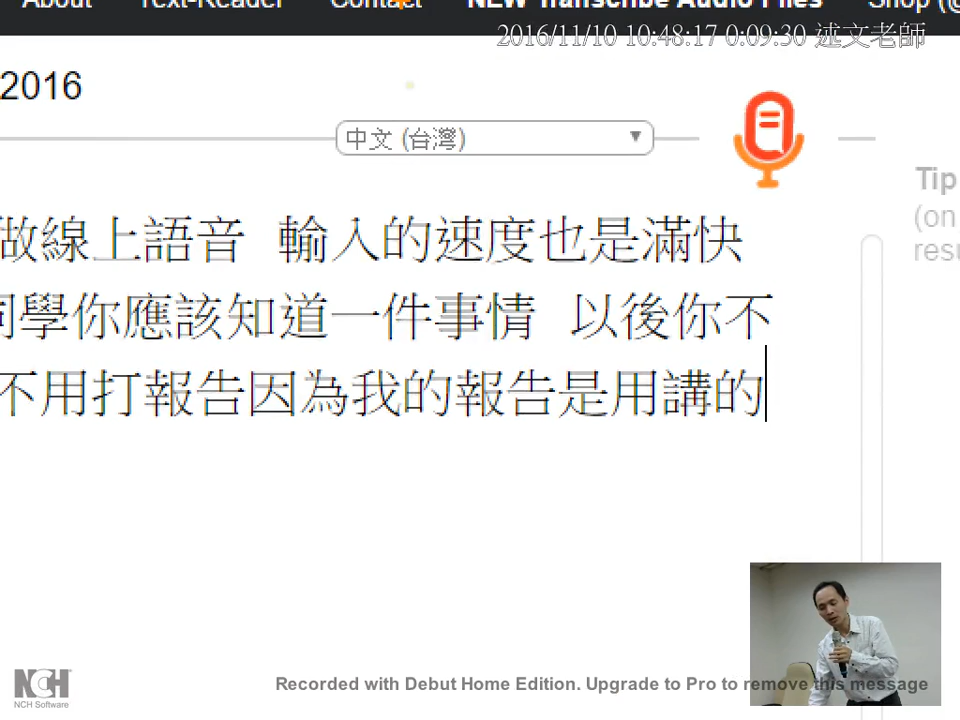 About Text-Reader Contact NEW Transcribe Audio Files Shop
2016/11/10 10:48:17 0:09:30 述文老師
2016
中文 (台灣)
Tip
(on
做線上語音 輸入的速度也是滿快
學你應該知道一件事情 以後你不
不用打報告因為我的報告是用講的
NCH
NCH Software
Recorded with Debut Home Edition. Upgrade to Pro to remove this message